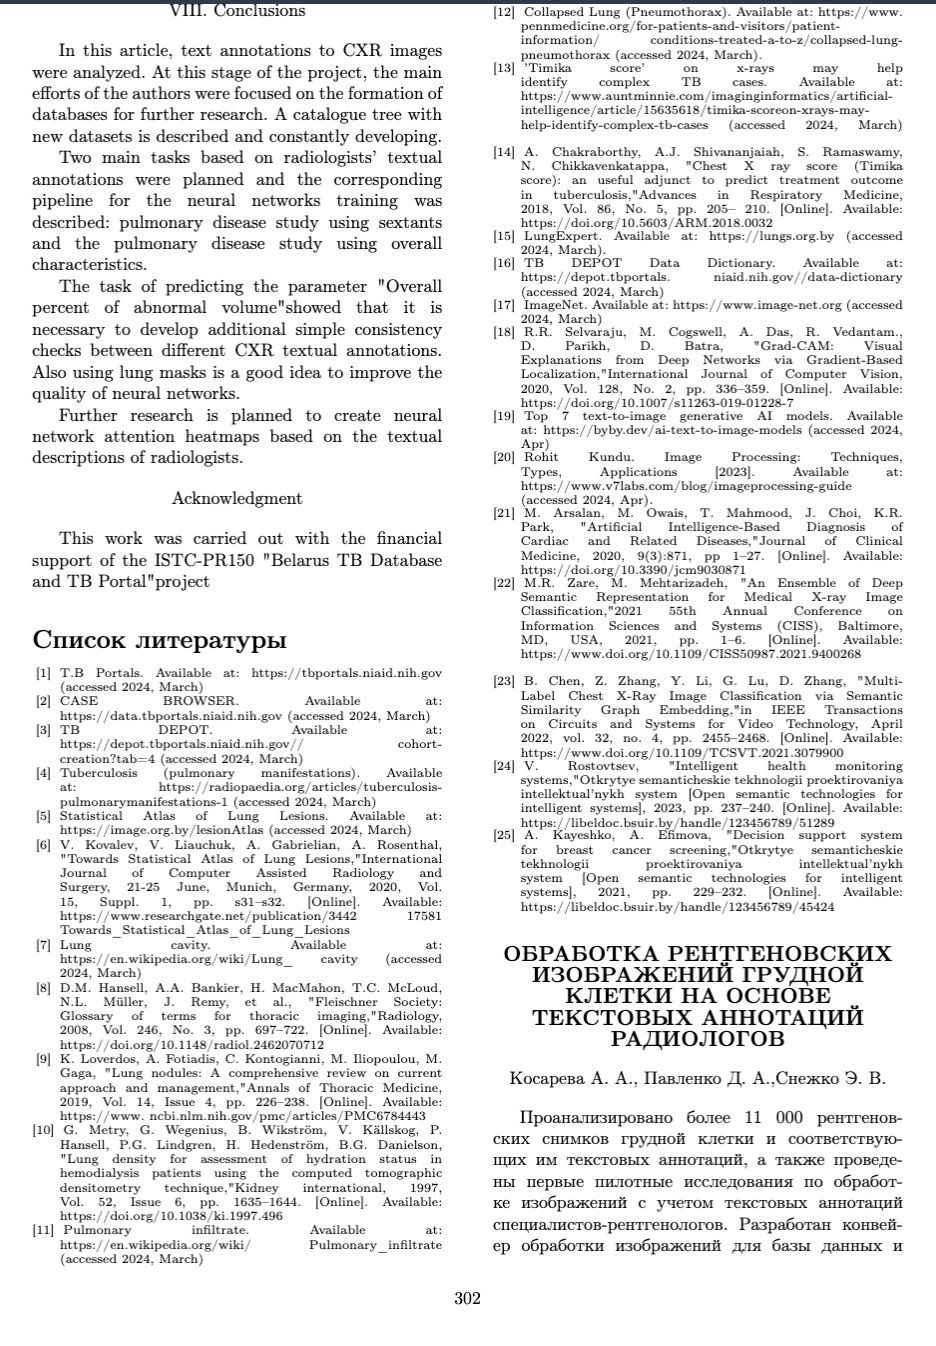 VIII. Conclusions
In this article, text annotations to CXR images
were analyzed. At this stage of the project, the main
efforts of the authors were focused on the formation of
databases for further research. A catalogue tree with
new datasets is described and constantly developing.
Two main tasks based on radiologists' textual
annotations were planned and the corresponding
pipeline for the neural networks training was
described: pulmonary disease study using sextants
and the pulmonary disease study using overall
characteristics.
The task of predicting the parameter "Overall
percent of abnormal volume"showed that it is
necessary to develop additional simple consistency
checks between different CXR textual annotations.
Also using lung masks is a good idea to improve the
quality of neural networks.
Further research is planned to create neural
network attention heatmaps based on the textual
descriptions of radiologists.
Acknowledgment
This work was carried out with the financial
support of the ISTC-PR150 "Belarus TB Database
and TB Portal"project
Список литературы
[1] T.B Portals. Available at: https://tbportals.niaid.nih.gov
(accessed 2024, March)
[2] CASE BROWSER. Available at:
https://data.tbportals.niaid.nih.gov (accessed 2024, March)
[3] TB DEPOT. Available at:
https://depot.tbportals.niaid.nih.gov// cohort-
creation?tab=4 (accessed 2024, March)
[4] Tuberculosis (pulmonary manifestations). Available
at: https://radiopaedia.org/articles/tuberculosis-
pulmonarymanifestations-1 (accessed 2024, March)
[5] Statistical Atlas of Lung Lesions. Available at:
https://image.org.by/lesionAtlas (accessed 2024, March)
[6] V. Kovalev, V. Liauchuk, A. Gabrielian, A. Rosenthal,
"Towards Statistical Atlas of Lung Lesions,"International
Journal of Computer Assisted Radiology and
Surgery, 21-25 June, Munich, Germany, 2020, Vol.
15, Suppl. 1, pp. s31–s32. [Online]. Available:
https://www.researchgate.net/publication/3442 17581
Towards_Statistical_Atlas_of_Lung_Lesions
[7] Lung cavity. Available at:
https://en.wikipedia.org/wiki/Lung_ cavity (accessed
2024, March)
[8] D.M. Hansell, A.A. Bankier, H. MacMahon, T.C. McLoud,
N.L. Müller, J. Remy, et al., "Fleischner Society:
Glossary of terms for thoracic imaging,"Radiology,
2008, Vol. 246, No. 3, pp. 697–722. [Online]. Available:
https://doi.org/10.1148/radiol.2462070712
[9] K. Loverdos, A. Fotiadis, C. Kontogianni, M. Iliopoulou, M.
Gaga, "Lung nodules: A comprehensive review on current
approach and management,"Annals of Thoracic Medicine,
2019, Vol. 14, Issue 4, pp. 226–238. [Online]. Available:
https://www. ncbi.nlm.nih.gov/pmc/articles/PMC6784443
[10] G. Metry, G. Wegenius, B. Wikström, V. Källskog, P.
Hansell, P.G. Lindgren, H. Hedenström, B.G. Danielson,
"Lung density for assessment of hydration status in
hemodialysis patients using the computed tomographic
densitometry technique,"Kidney international, 1997,
Vol. 52, Issue 6, pp. 1635–1644. [Online]. Available:
https://doi.org/10.1038/ki.1997.496
[11] Pulmonary infiltrate. Available at:
https://en.wikipedia.org/wiki/ Pulmonary_infiltrate
(accessed 2024, March)
[12] Collapsed Lung (Pneumothorax). Available at: https://www.
pennmedicine.org/for-patients-and-visitors/patient-
information/ conditions-treated-a-to-z/collapsed-lung-
pneumothorax (accessed 2024, March).
[13] 'Timika score' on x-rays may help
identify complex TB cases. Available at:
https://www.auntminnie.com/imaginginformatics/artificial-
intelligence/article/15635618/timika-scoreon-xrays-may-
help-identify-complex-tb-cases (accessed 2024, March)
[14] A. Chakraborthy, A.J. Shivananjaiah, S. Ramaswamy,
N. Chikkavenkatappa, "Chest X ray score (Timika
score): an useful adjunct to predict treatment outcome
in tuberculosis,"Advances in Respiratory Medicine,
2018, Vol. 86, No. 5, pp. 205– 210. [Online]. Available:
https://doi.org/10.5603/ARM.2018.0032
[15] LungExpert. Available at: https://lungs.org.by (accessed
2024, March).
[16] TB DEPOT Data Dictionary. Available at:
https://depot.tbportals. niaid.nih.gov//data-dictionary
(accessed 2024, March)
[17] ImageNet. Available at: https://www.image-net.org (accessed
2024, March)
[18] R.R. Selvaraju, M. Cogswell, A. Das, R. Vedantam.,
D. Parikh, D. Batra, "Grad-CAM: Visual
Explanations from Deep Networks via Gradient-Based
Localization,"International Journal of Computer Vision,
2020, Vol. 128, No. 2, pp. 336–359. [Online]. Available:
https://doi.org/10.1007/s11263-019-01228-7
[19] Top 7 text-to-image generative AI models. Available
at: https://byby.dev/ai-text-to-image-models (accessed 2024,
Apr)
[20] Rohit Kundu. Image Processing: Techniques,
Types, Applications [2023]. Available at:
https://www.v7labs.com/blog/imageprocessing-guide
(accessed 2024, Apr).
[21] M. Arsalan, M. Owais, T. Mahmood, J. Choi, K.R.
Park, "Artificial Intelligence-Based Diagnosis of
Cardiac and Related Diseases,"Journal of Clinical
Medicine, 2020, 9(3):871, pp 1–27. [Online]. Available:
https://doi.org/10.3390/jcm9030871
[22] M.R. Zare, M. Mehtarizadeh, "An Ensemble of Deep
Semantic Representation for Medical X-ray Image
Classification,"2021 55th Annual Conference on
Information Sciences and Systems (CISS), Baltimore,
MD, USA, 2021, pp. 1–6. [Online]. Available:
https://www.doi.org/10.1109/CISS50987.2021.9400268
[23] B. Chen, Z. Zhang, Y. Li, G. Lu, D. Zhang, "Multi-
Label Chest X-Ray Image Classification via Semantic
Similarity Graph Embedding,"in IEEE Transactions
on Circuits and Systems for Video Technology, April
2022, vol. 32, no. 4, pp. 2455–2468. [Online]. Available:
https://www.doi.org/10.1109/TCSVT.2021.3079900
[24] V. Rostovtsev, "Intelligent health monitoring
systems,"Otkrytye semanticheskie tekhnologii proektirovaniya
intellektual'nykh system [Open semantic technologies for
intelligent systems], 2023, pp. 237–240. [Online]. Available:
https://libeldoc.bsuir.by/handle/123456789/51289
[25] A. Kayeshko, A. Efimova, "Decision support system
for breast cancer screening,"Otkrytye semanticheskie
tekhnologii proektirovaniya intellektual'nykh
system [Open semantic technologies for intelligent
systems], 2021, pp. 229–232. [Online]. Available:
https://libeldoc.bsuir.by/handle/123456789/45424
ОБРАБОТКА РЕНТГЕНОВСКИХ
ИЗОБРАЖЕНИЙ ГРУДНОЙ
КЛЕТКИ НА ОСНОВЕ
ТЕКСТОВЫХ АННОТАЦИЙ
РАДИОЛОГОВ
Косарева А. А., Павленко Д. А.,Снежко Э. В.
Проанализировано более 11 000 рентгенов-
ских снимков грудной клетки и соответствую-
щих им текстовых аннотаций, а также проведе-
ны первые пилотные исследования по обработ-
ке изображений с учетом текстовых аннотаций
специалистов-рентгенологов. Разработан конвей-
ер обработки изображений для базы данных и
302